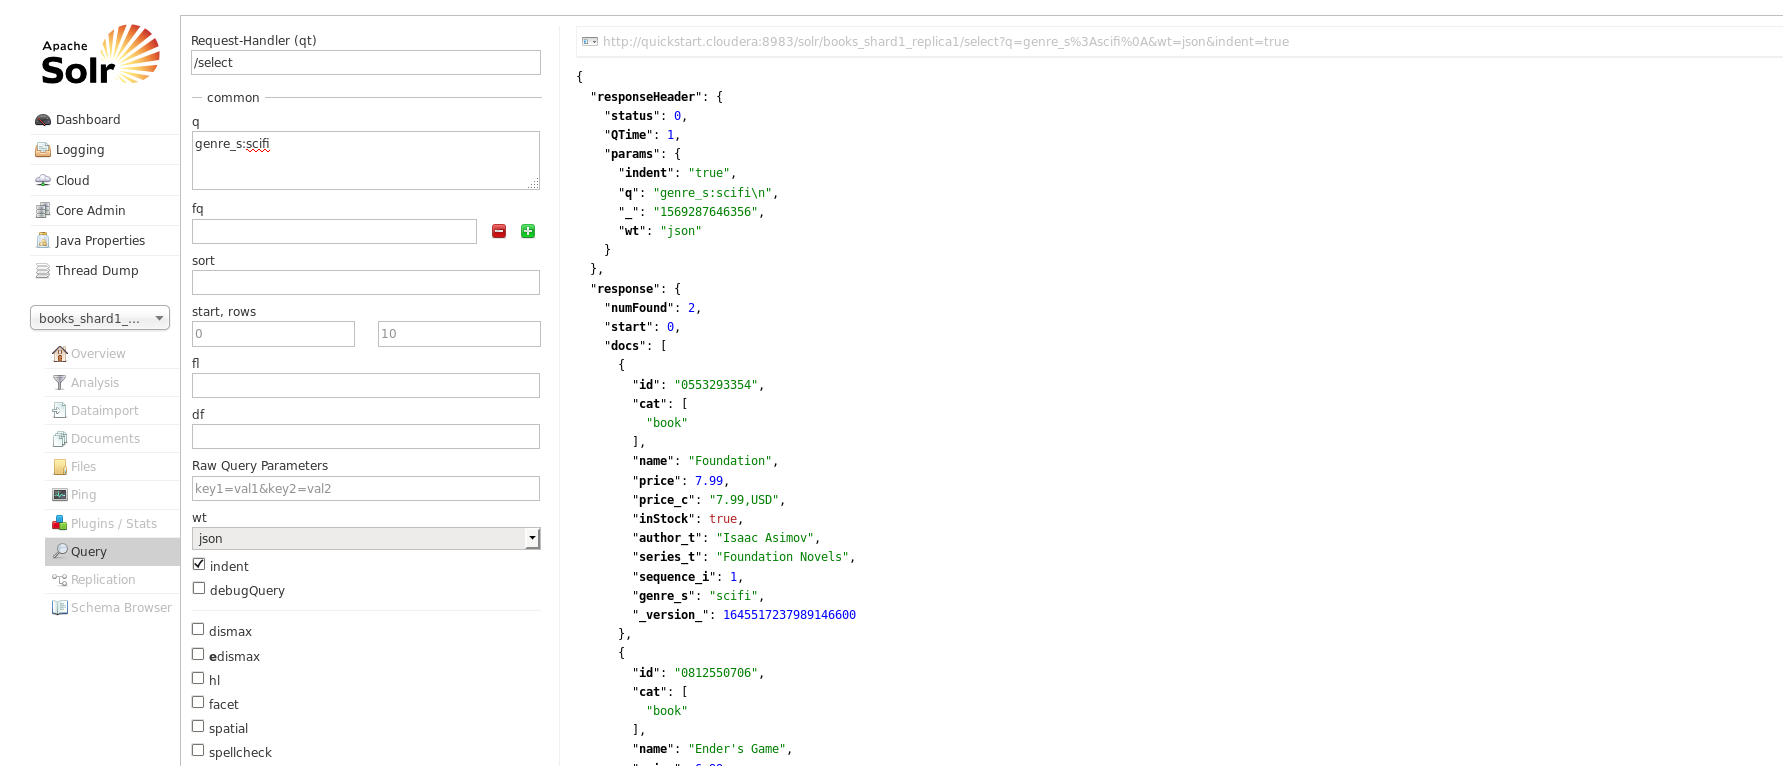 Apache
Solr
Dashboard
Logging
Cloud
Core Admin
Java Properties
Thread Dump
books_shard1_...
Overview
Analysis
Dataimport
Documents
Files
Ping
Plugins / Stats
Query
Replication
Schema Browser
Request-Handler (qt)
/select
common
q
genre_s:scifi
fq
sort
start, rows
0 10
fl
df
Raw Query Parameters
key1=val1&key2=val2
wt
json
indent
debugQuery
dismax
edismax
hl
facet
spatial
spellcheck
http://quickstart.cloudera:8983/solr/books_shard1_replica1/select?q=genre_s%3Ascifi%0A&wt=json&indent=true
{
"responseHeader": {
"status": 0,
"QTime": 1,
"params": {
"indent": "true",
"q": "genre_s:scifi\n",
"_": "1569287646356",
"wt": "json"
}
},
"response": {
"numFound": 2,
"start": 0,
"docs": [
{
"id": "0553293354",
"cat": [
"book"
],
"name": "Foundation",
"price": 7.99,
"price_c": "7.99,USD",
"inStock": true,
"author_t": "Isaac Asimov",
"series_t": "Foundation Novels",
"sequence_i": 1,
"genre_s": "scifi",
"_version_": 1645517237989146600
},
{
"id": "0812550706",
"cat": [
"book"
],
"name": "Ender's Game",